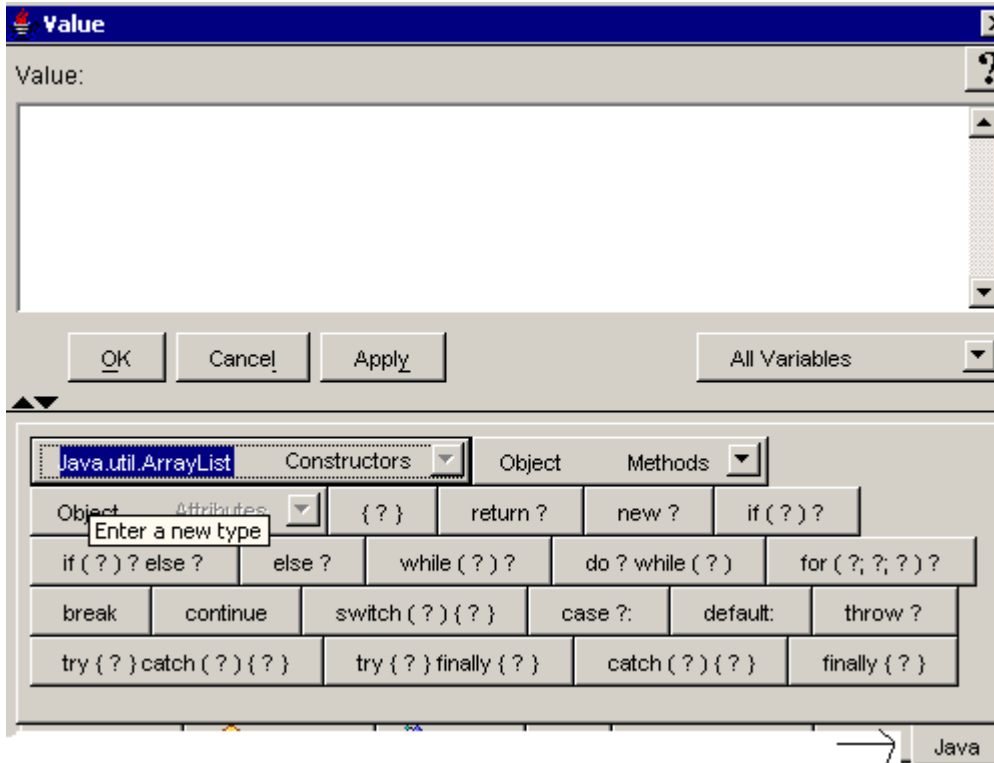 Value
Value:
?
OK Cancel Apply All Variables
Java.util.ArrayList Constructors Object Methods
Object Attributes { ? } return ? new ? if ( ? ) ?
Enter a new type
if ( ? ) ? else ? else ? while ( ? ) ? do ? while ( ? ) for ( ?; ?; ? ) ?
break continue switch ( ? ) { ? } case ?: default: throw ?
try { ? } catch ( ? ) { ? } try { ? } finally { ? } catch ( ? ) { ? } finally { ? }
Java